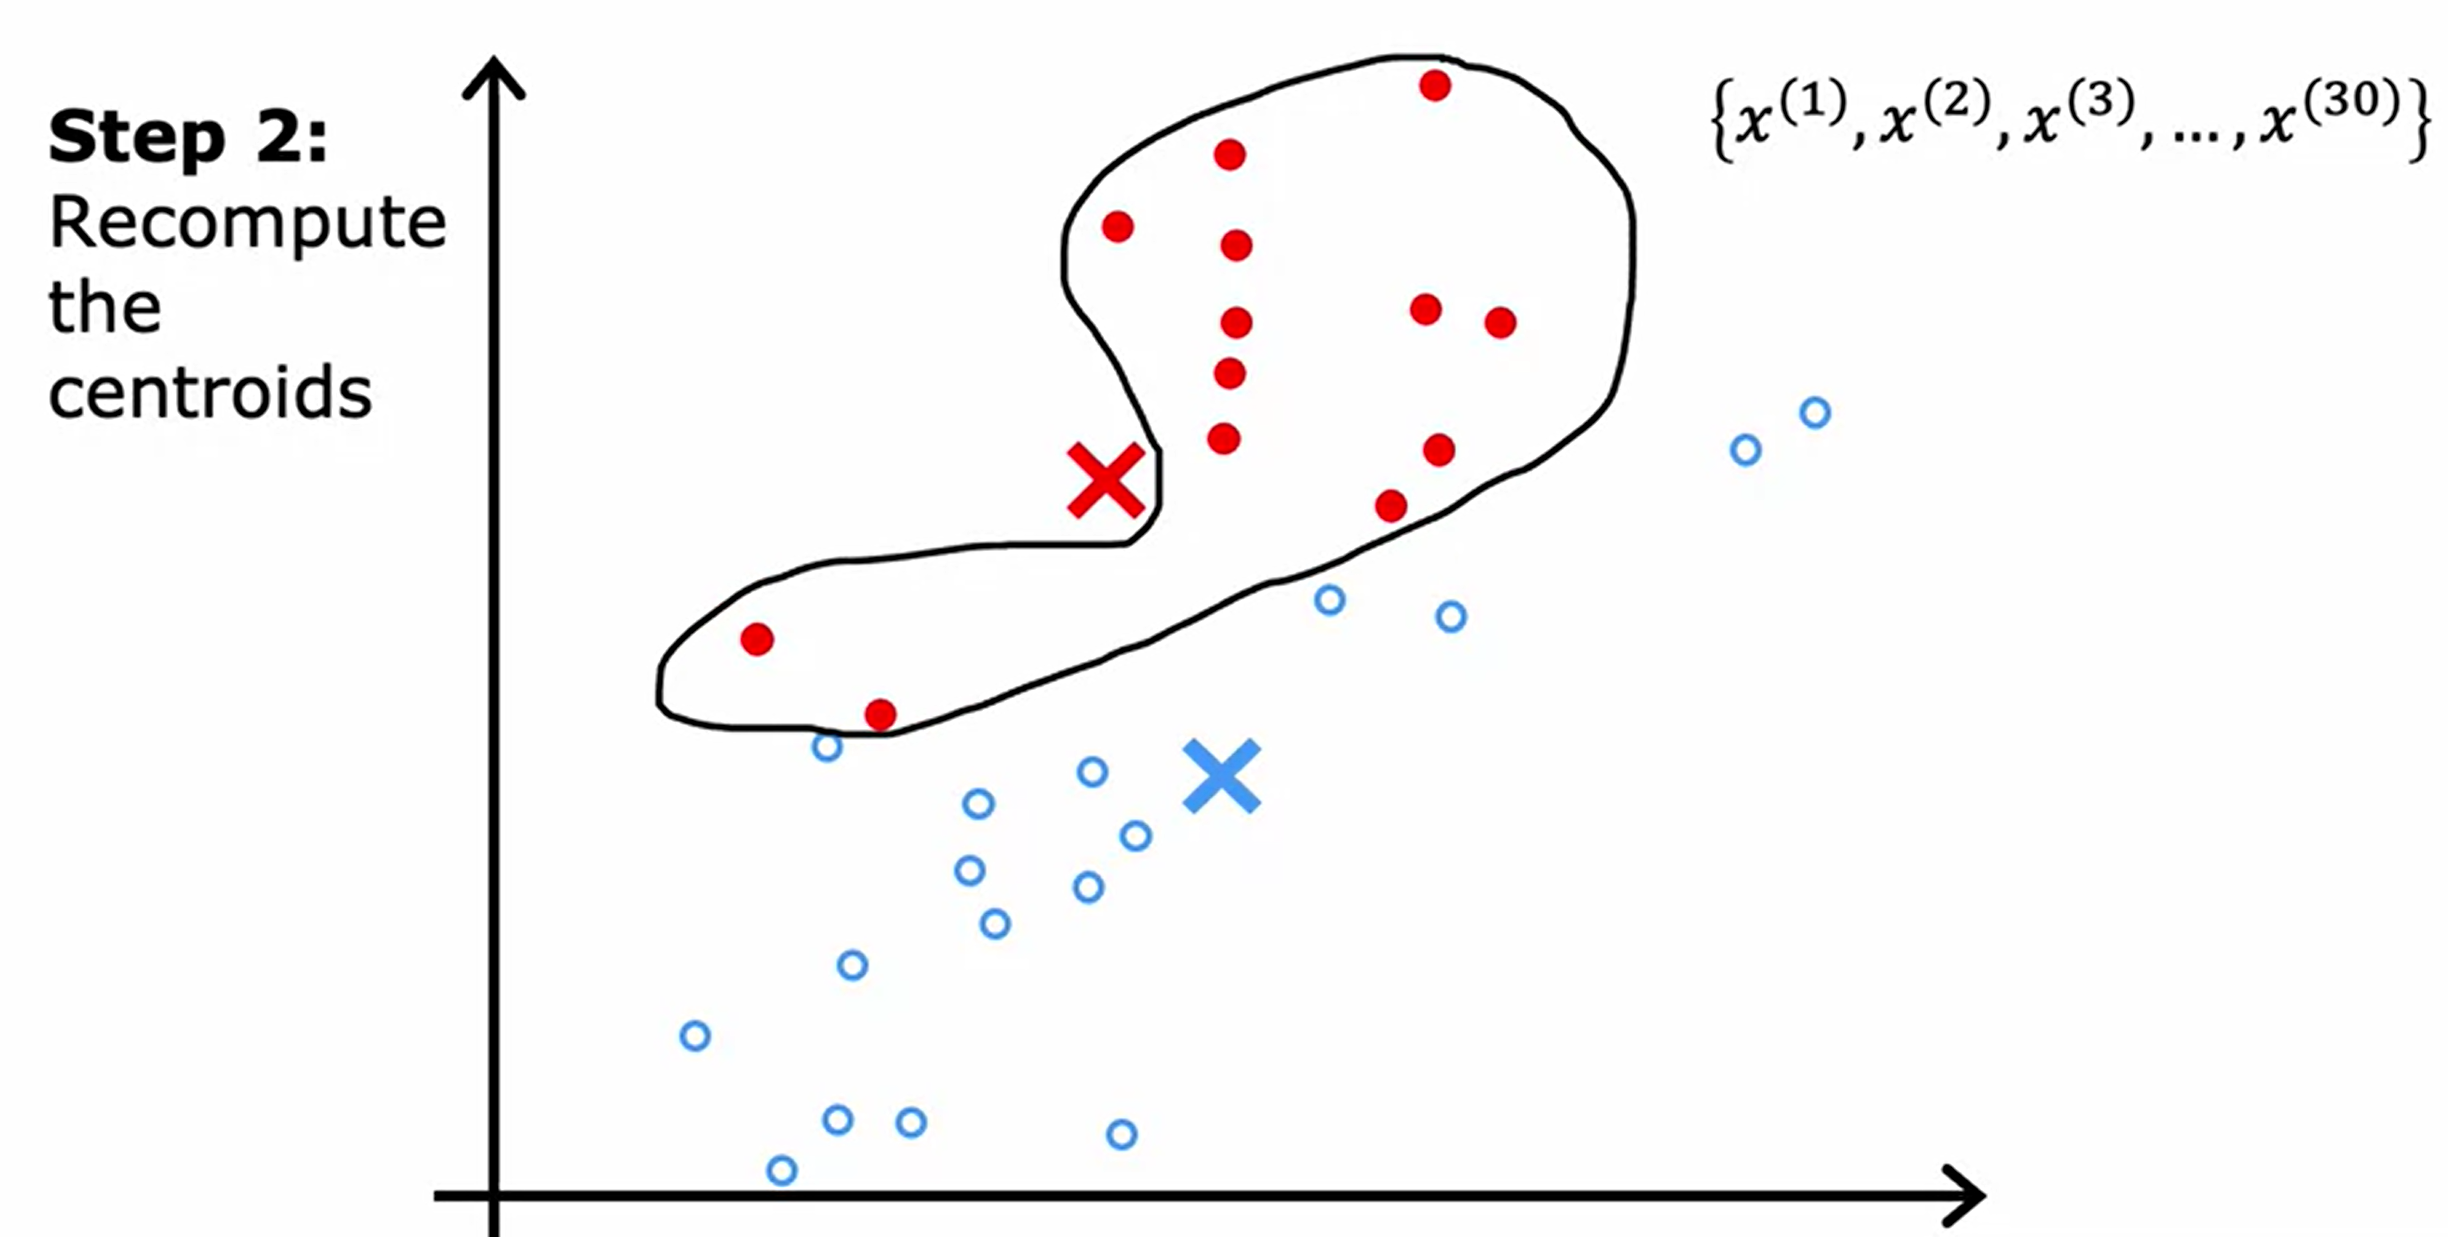 Step 2:
Recompute
the
centroids
{x^(1), x^(2), x^(3), ..., x^(30)}